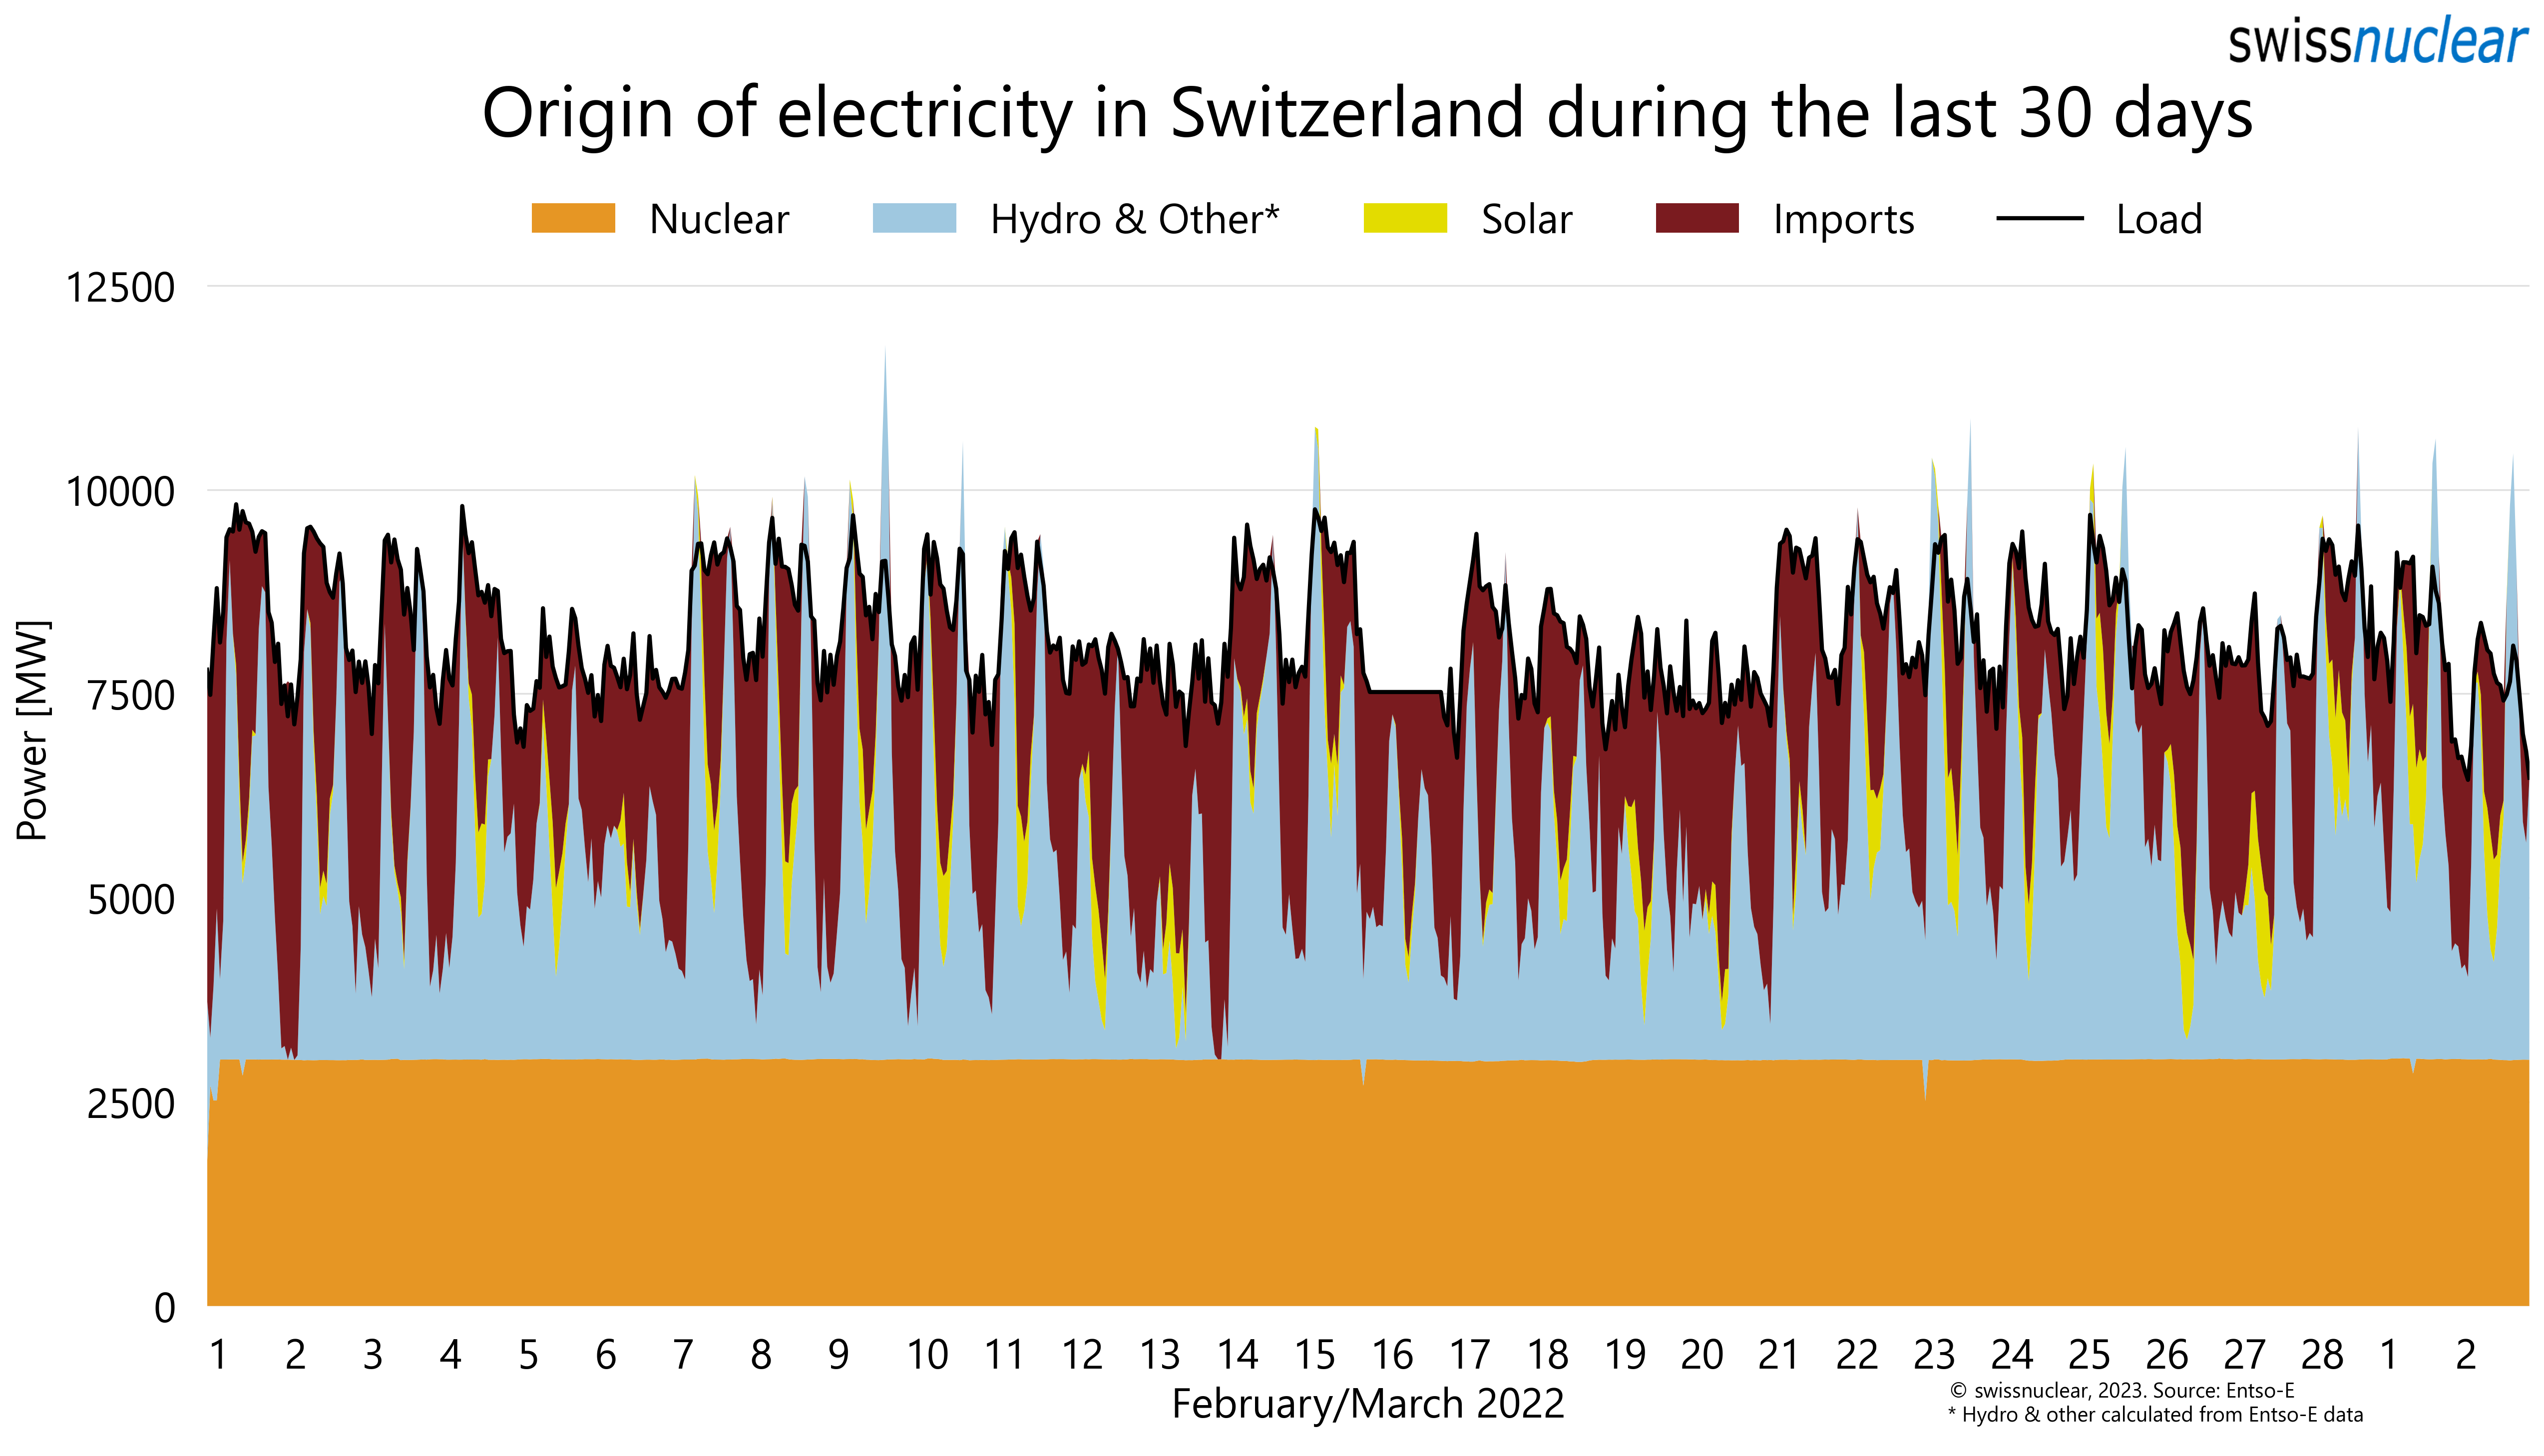 swissnuclear
Origin of electricity in Switzerland during the last 30 days
Nuclear Hydro & Other* Solar Imports Load
12500
10000
7500
5000
2500
0
Power [MW]
1 2 3 4 5 6 7 8 9 10 11 12 13 14 15 16 17 18 19 20 21 22 23 24 25 26 27 28 1 2
February/March 2022
© swissnuclear, 2023. Source: Entso-E
* Hydro & other calculated from Entso-E data